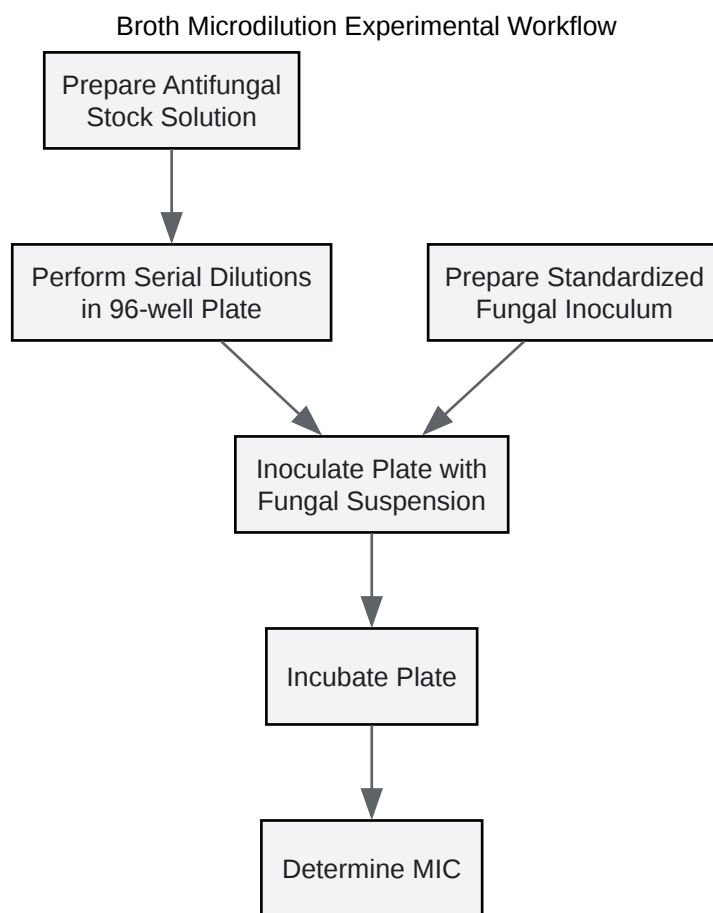 Broth Microdilution Experimental Workflow
Prepare Antifungal
Stock Solution
Perform Serial Dilutions
in 96-well Plate
Prepare Standardized
Fungal Inoculum
Inoculate Plate with
Fungal Suspension
Incubate Plate
Determine MIC